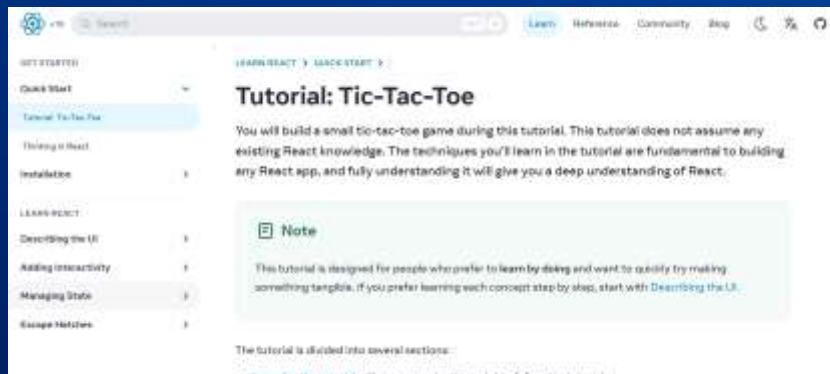 Search
Learn Reference Community Blog
GET STARTED
Quick Start
Tutorial: Tic-Tac-Toe
Thinking in React
Installation
LEARN REACT
Describing the UI
Adding Interactivity
Managing State
Escape Hatches
LEARN REACT > QUICK START >
Tutorial: Tic-Tac-Toe
You will build a small tic-tac-toe game during this tutorial. This tutorial does not assume any
existing React knowledge. The techniques you'll learn in the tutorial are fundamental to building
any React app, and fully understanding it will give you a deep understanding of React.
Note
This tutorial is designed for people who prefer to learn by doing and want to quickly try making
something tangible. If you prefer learning each concept step by step, start with Describing the UI.
The tutorial is divided into several sections: